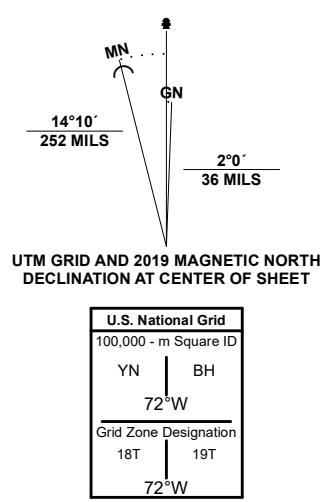 MN
GN
14°10´
252 MILS
2°0´
36 MILS
UTM GRID AND 2019 MAGNETIC NORTH
DECLINATION AT CENTER OF SHEET
U.S. National Grid
100,000 - m Square ID
YN BH
72°W
Grid Zone Designation
18T 19T
72°W